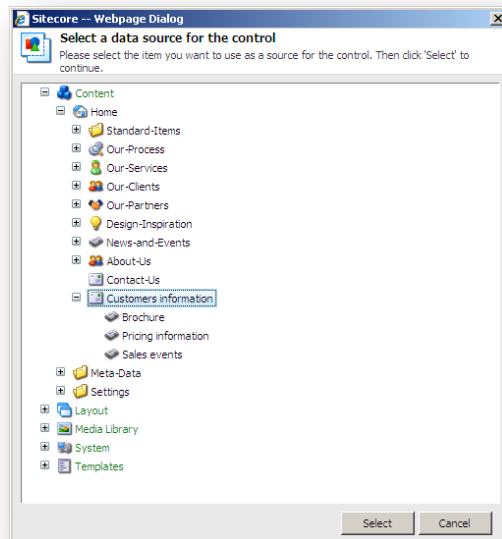 Sitecore -- Webpage Dialog
Select a data source for the control
Please select the item you want to use as a source for the control. Then click 'Select' to
continue.
Content
Home
Standard-Items
Our-Process
Our-Services
Our-Clients
Our-Partners
Design-Inspiration
News-and-Events
About-Us
Contact-Us
Customers information
Brochure
Pricing information
Sales events
Meta-Data
Settings
Layout
Media Library
System
Templates
Select Cancel